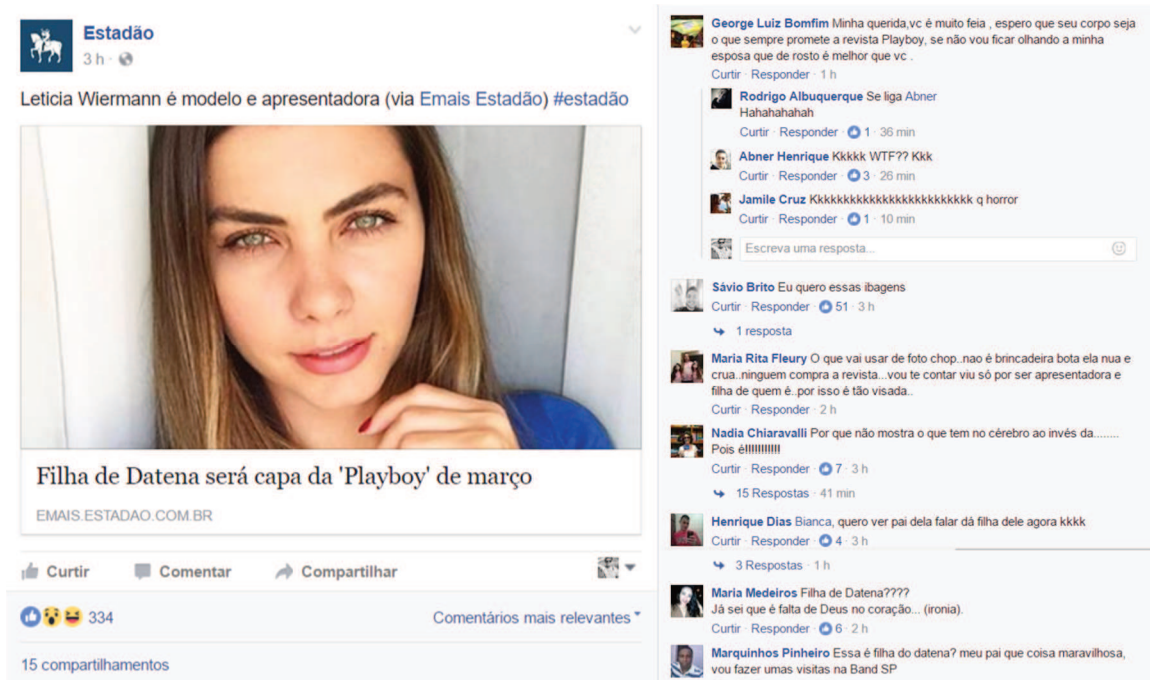 Estadão
3 h
Leticia Wiermann é modelo e apresentadora (via Emais Estadão) #estadão
Filha de Datena será capa da 'Playboy' de março
EMAIS.ESTADAO.COM.BR
Curtir Comentar Compartilhar
334 Comentários mais relevantes
15 compartilhamentos
George Luiz Bomfim Minha querida,vc é muito feia , espero que seu corpo seja
o que sempre promete a revista Playboy, se não vou ficar olhando a minha
esposa que de rosto é melhor que vc .
Curtir · Responder · 1 h
Rodrigo Albuquerque Se liga Abner
Hahahahahah
Curtir · Responder · 1 · 36 min
Abner Henrique Kkkkk WTF?? Kkk
Curtir · Responder · 3 · 26 min
Jamile Cruz Kkkkkkkkkkkkkkkkkkkkkkkkk q horror
Curtir · Responder · 1 · 10 min
Escreva uma resposta...
Sávio Brito Eu quero essas ibagens
Curtir · Responder · 51 · 3 h
1 resposta
Maria Rita Fleury O que vai usar de foto chop..nao é brincadeira bota ela nua e
crua..ninguem compra a revista...vou te contar viu só por ser apresentadora e
filha de quem é..por isso é tão visada..
Curtir · Responder · 2 h
Nadia Chiaravalli Por que não mostra o que tem no cérebro ao invés da........
Pois é!!!!!!!!!!!
Curtir · Responder · 7 · 3 h
15 Respostas · 41 min
Henrique Dias Bianca, quero ver pai dela falar dà filha dele agora kkkk
Curtir · Responder · 4 · 3 h
3 Respostas · 1 h
Maria Medeiros Filha de Datena????
Já sei que é falta de Deus no coração... (ironia).
Curtir · Responder · 6 · 2 h
Marquinhos Pinheiro Essa é filha do datena? meu pai que coisa maravilhosa,
vou fazer umas visitas na Band SP